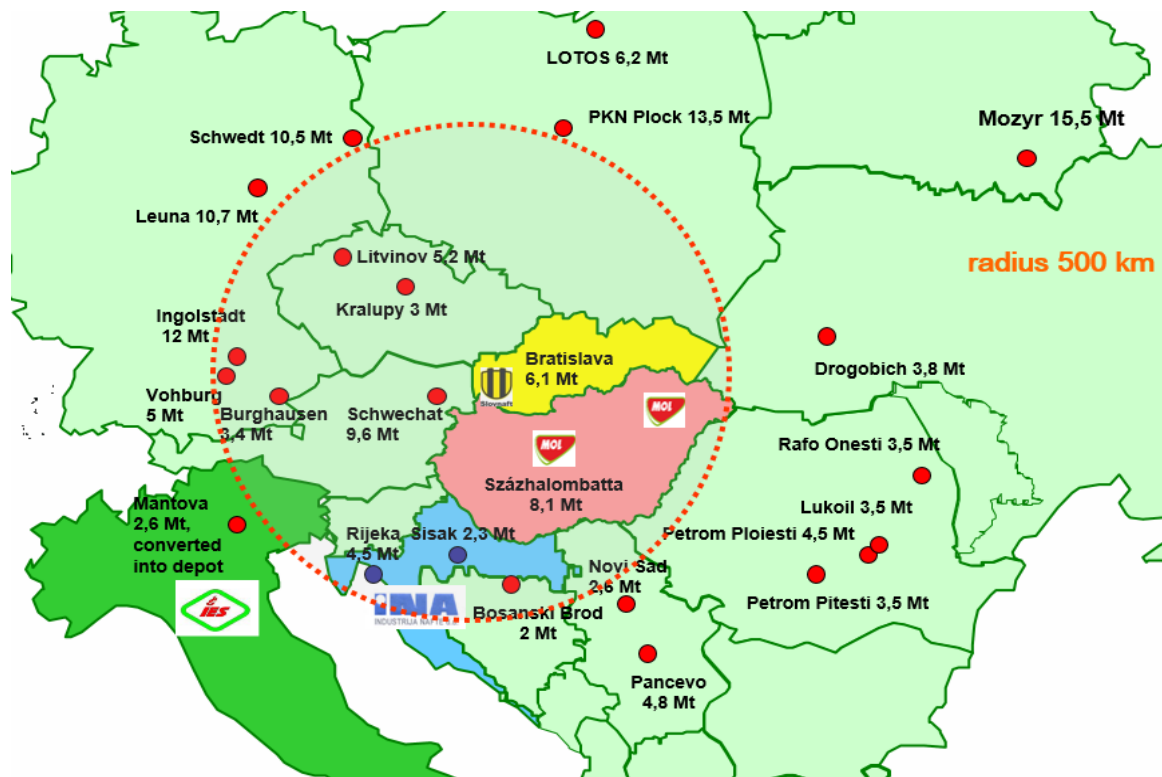 LOTOS 6,2 Mt
PKN Plock 13,5 Mt
Mozyr 15,5 Mt
Schwedt 10,5 Mt
Leuna 10,7 Mt
radius 500 km
Litvinov 5,2 Mt
Kralupy 3 Mt
Ingolstadt
12 Mt
Bratislava
6,1 Mt
Slovnaft
Drogobich 3,8 Mt
Vohburg
5 Mt
Burghausen
3,4 Mt
Schwechat
9,6 Mt
MOL
MOL
Rafo Onesti 3,5 Mt
Százhalombatta
8,1 Mt
Mantova
2,6 Mt,
converted
into depot
Lukoil 3,5 Mt
Rijeka
4,5 Mt
Sisak 2,3 Mt
Petrom Ploiesti 4,5 Mt
Novi Sad
2,6 Mt
Petrom Pitesti 3,5 Mt
IES
INA
INDUSTRIJA NAFTE d.d.
Bosanski Brod
2 Mt
Pancevo
4,8 Mt